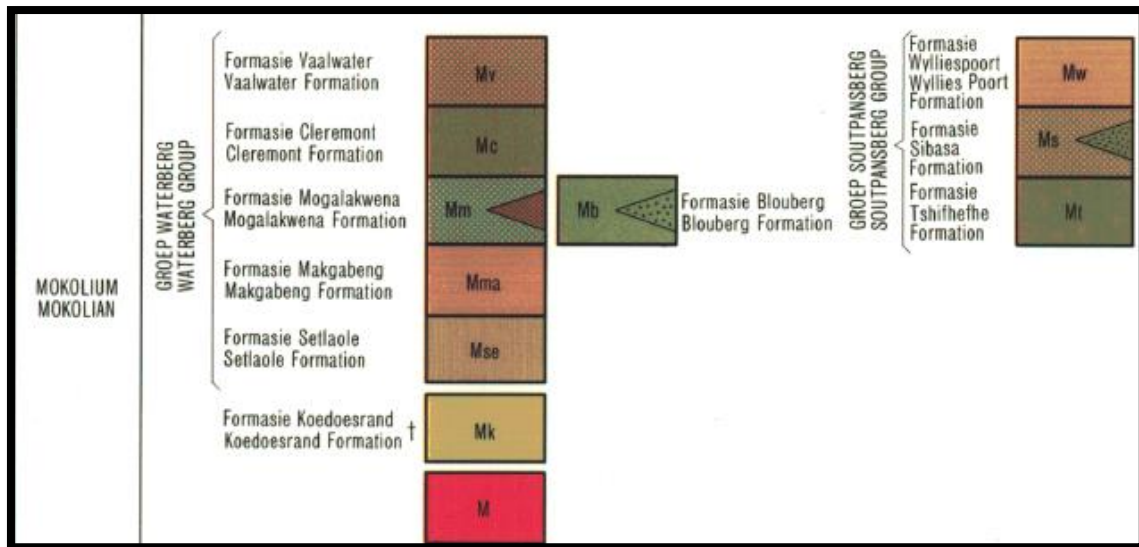 MOKOLIUM
MOKOLIAN
GROEP WATERBERG
WATERBERG GROUP
Formasie Vaalwater
Vaalwater Formation
Mv
Formasie Cleremont
Cleremont Formation
Mc
Formasie Mogalakwena
Mogalakwena Formation
Mm
Mb
Formasie Blouberg
Blouberg Formation
Formasie Makgabeng
Makgabeng Formation
Mma
Formasie Setlaole
Setlaole Formation
Mse
Formasie Koedoesrand
Koedoesrand Formation †
Mk
M
GROEP SOUTPANSBERG
SOUTPANSBERG GROUP
Formasie
Wylliespoort
Wyllies Poort
Formation
Mw
Formasie
Sibasa
Formation
Ms
Formasie
Tshifhefhe
Formation
Mt